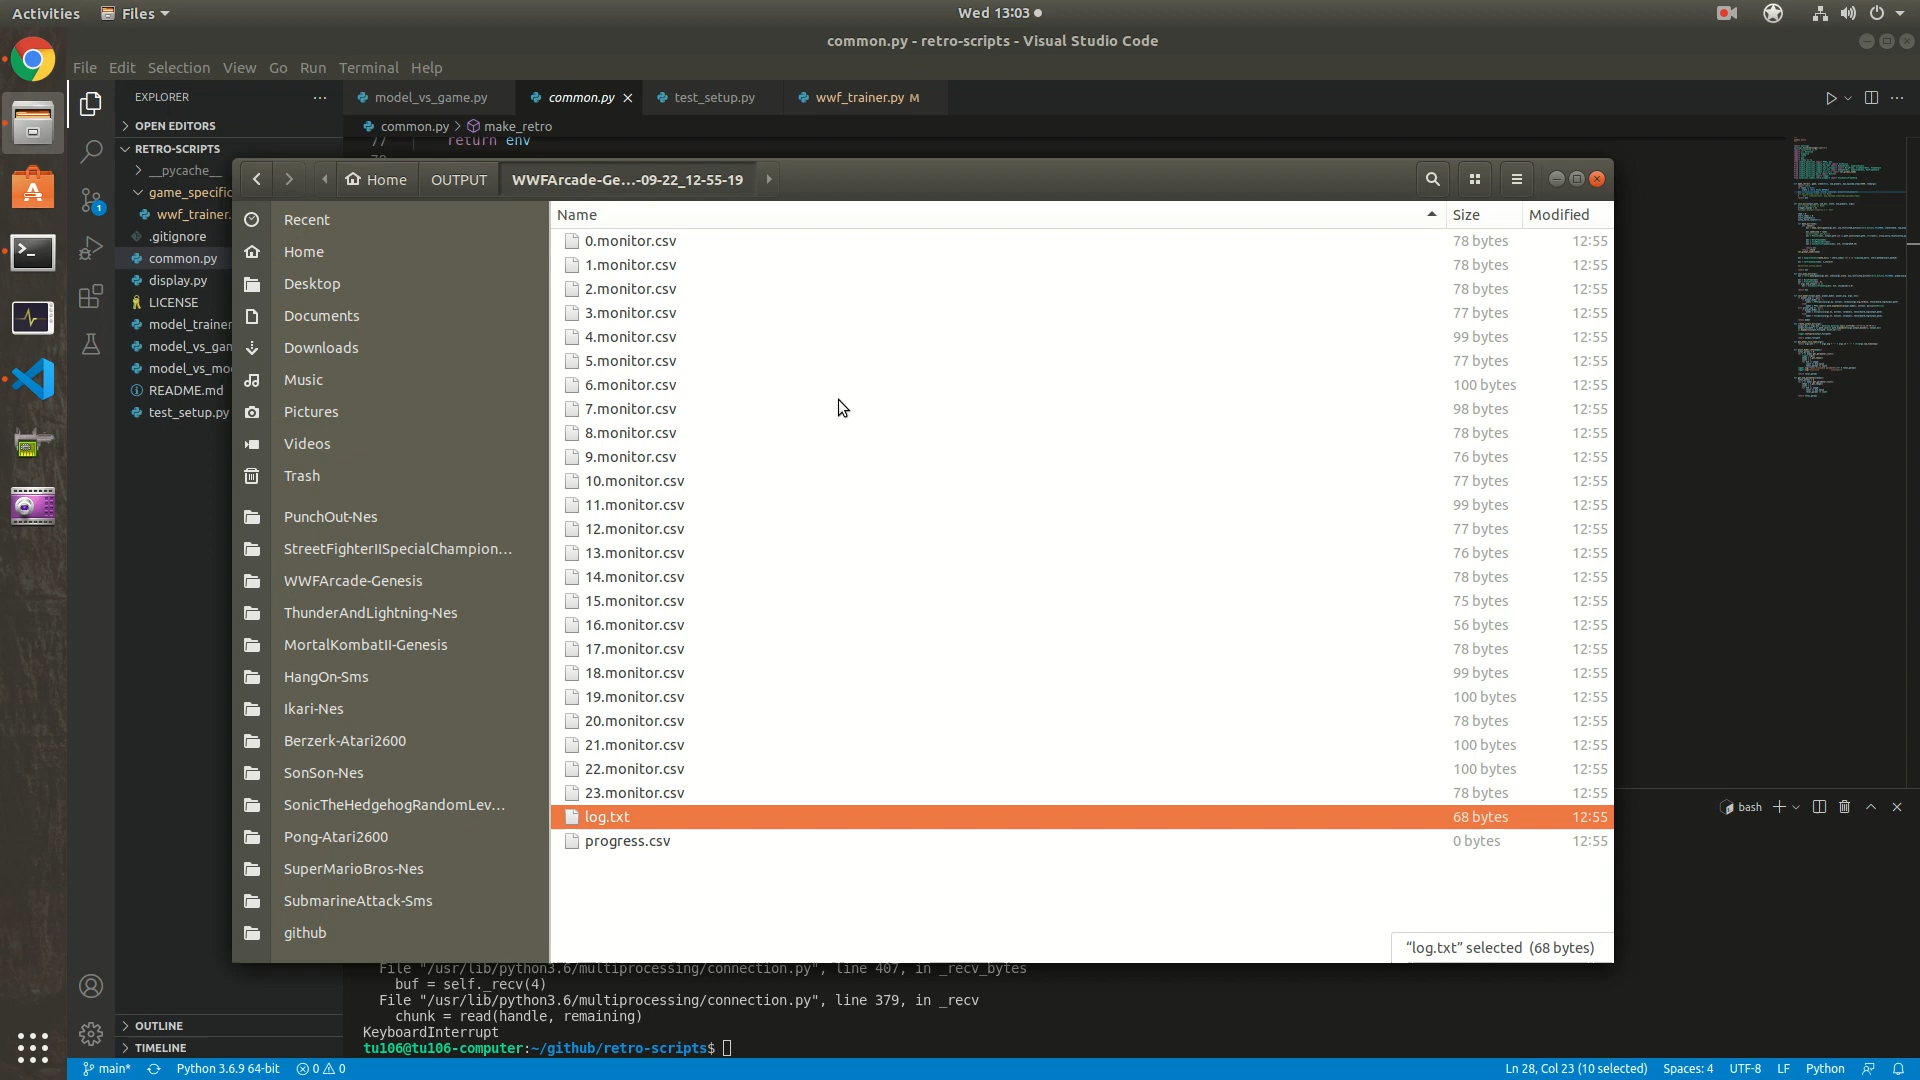 Activities
Files
Wed 13:03
common.py - retro-scripts - Visual Studio Code
File Edit Selection View Go Run Terminal Help
EXPLORER
model_vs_game.py
common.py
test_setup.py
wwf_trainer.py M
OPEN EDITORS
common.py > make_retro
RETRO-SCRIPTS
77 return env
__pycache__
game_specific
wwf_trainer.
.gitignore
common.py
display.py
LICENSE
model_trainer
model_vs_gam
model_vs_mo
README.md
test_setup.py
1
Home
OUTPUT
WWFArcade-Ge...-09-22_12-55-19
Recent
Home
Desktop
Documents
Downloads
Music
Pictures
Videos
Trash
PunchOut-Nes
StreetFighterIISpecialChampion...
WWFArcade-Genesis
ThunderAndLightning-Nes
MortalKombatII-Genesis
HangOn-Sms
Ikari-Nes
Berzerk-Atari2600
SonSon-Nes
SonicTheHedgehogRandomLev...
Pong-Atari2600
SuperMarioBros-Nes
SubmarineAttack-Sms
github
Name Size Modified
0.monitor.csv 78 bytes 12:55
1.monitor.csv 78 bytes 12:55
2.monitor.csv 78 bytes 12:55
3.monitor.csv 77 bytes 12:55
4.monitor.csv 99 bytes 12:55
5.monitor.csv 77 bytes 12:55
6.monitor.csv 100 bytes 12:55
7.monitor.csv 98 bytes 12:55
8.monitor.csv 78 bytes 12:55
9.monitor.csv 76 bytes 12:55
10.monitor.csv 77 bytes 12:55
11.monitor.csv 99 bytes 12:55
12.monitor.csv 77 bytes 12:55
13.monitor.csv 76 bytes 12:55
14.monitor.csv 78 bytes 12:55
15.monitor.csv 75 bytes 12:55
16.monitor.csv 56 bytes 12:55
17.monitor.csv 78 bytes 12:55
18.monitor.csv 99 bytes 12:55
19.monitor.csv 100 bytes 12:55
20.monitor.csv 78 bytes 12:55
21.monitor.csv 100 bytes 12:55
22.monitor.csv 100 bytes 12:55
23.monitor.csv 78 bytes 12:55
log.txt 68 bytes 12:55
progress.csv 0 bytes 12:55
“log.txt” selected (68 bytes)
bash
File "/usr/lib/python3.6/multiprocessing/connection.py", line 407, in _recv_bytes
buf = self._recv(4)
File "/usr/lib/python3.6/multiprocessing/connection.py", line 379, in _recv
chunk = read(handle, remaining)
KeyboardInterrupt
tu106@tu106-computer:~/github/retro-scripts$
OUTLINE
TIMELINE
main*
Python 3.6.9 64-bit
0 0
Ln 28, Col 23 (10 selected)
Spaces: 4
UTF-8
LF
Python